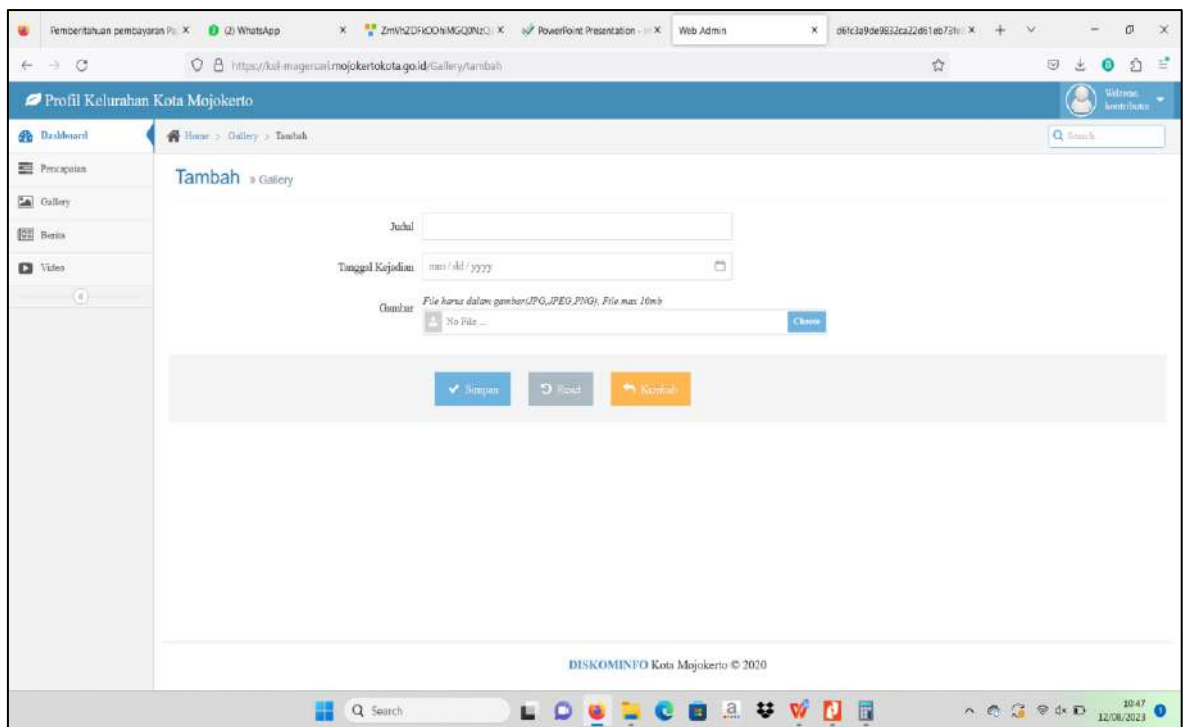 Pemberitahuan pembayaran
(2) WhatsApp
PowerPoint Presentation -
Web Admin
https://kel-magersari.mojokertokota.go.id/Gallery/tambah
Profil Kelurahan Kota Mojokerto
Welcome,
kontributor
Dashboard
Home > Gallery > Tambah
Search
Pencapaian
Tambah » Gallery
Gallery
Judul
Berita
Tanggal Kejadian mm / dd / yyyy
Video
File harus dalam gambar(JPG,JPEG,PNG), File max 10mb
Gambar
No File ...
Choose
Simpan
Reset
Kembali
DISKOMINFO Kota Mojokerto © 2020
Search
10:47
12/08/2023